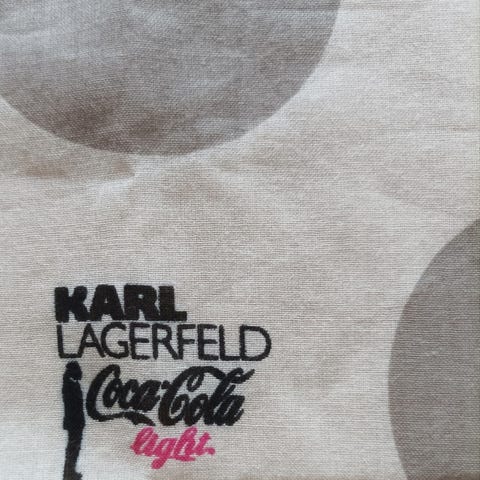 KARL
LAGERFELD
Coca-Cola
light.